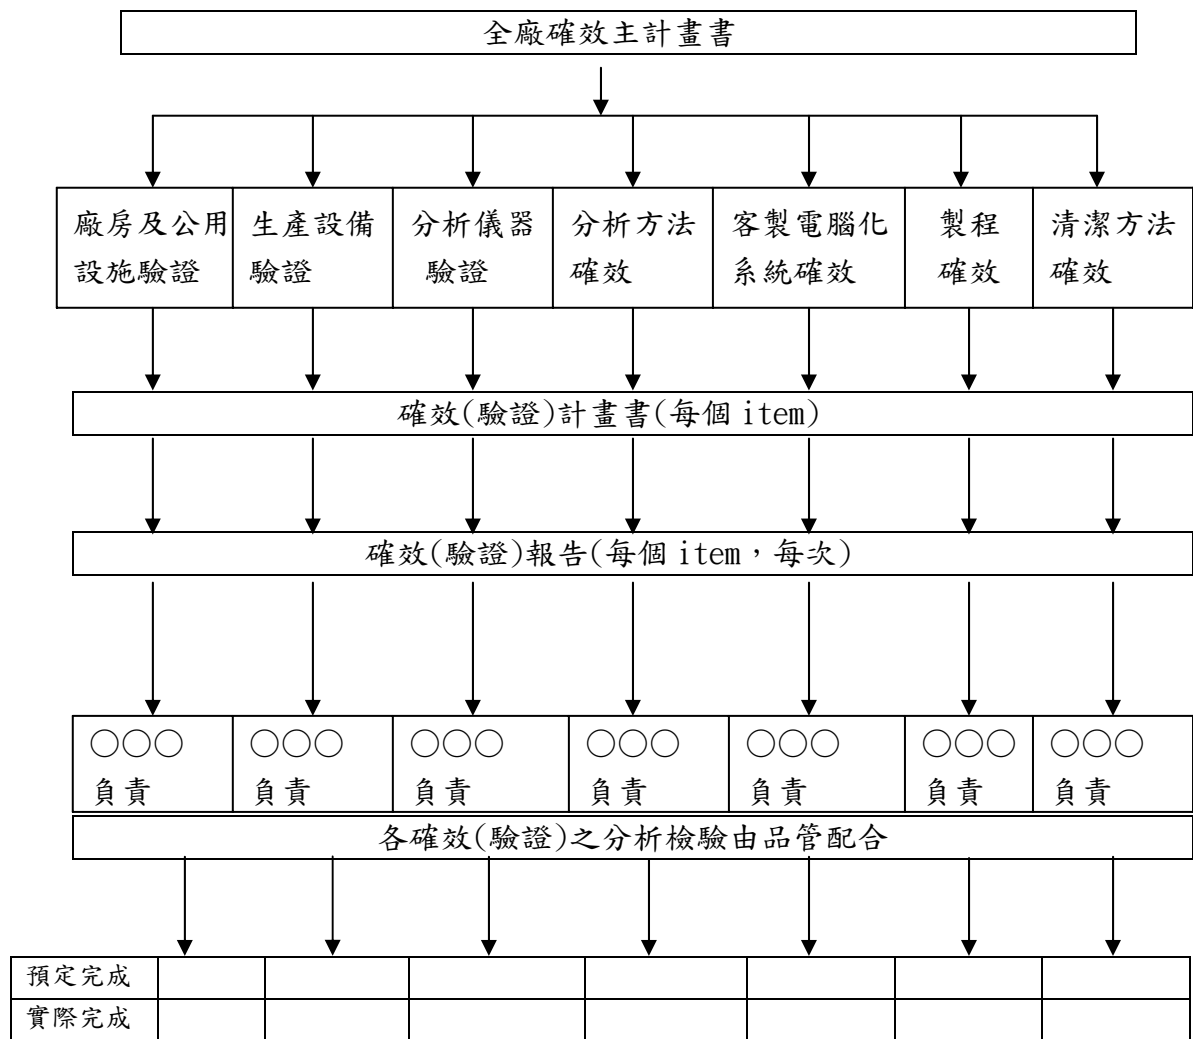 全廠確效主計畫書
廠房及公用
設施驗證
生產設備
驗證
分析儀器
驗證
分析方法
確效
客製電腦化
系統確效
製程
確效
清潔方法
確效
確效(驗證)計畫書(每個 item)
確效(驗證)報告(每個 item，每次)
○○○
負責
○○○
負責
○○○
負責
○○○
負責
○○○
負責
○○○
負責
○○○
負責
各確效(驗證)之分析檢驗由品管配合
預定完成
實際完成